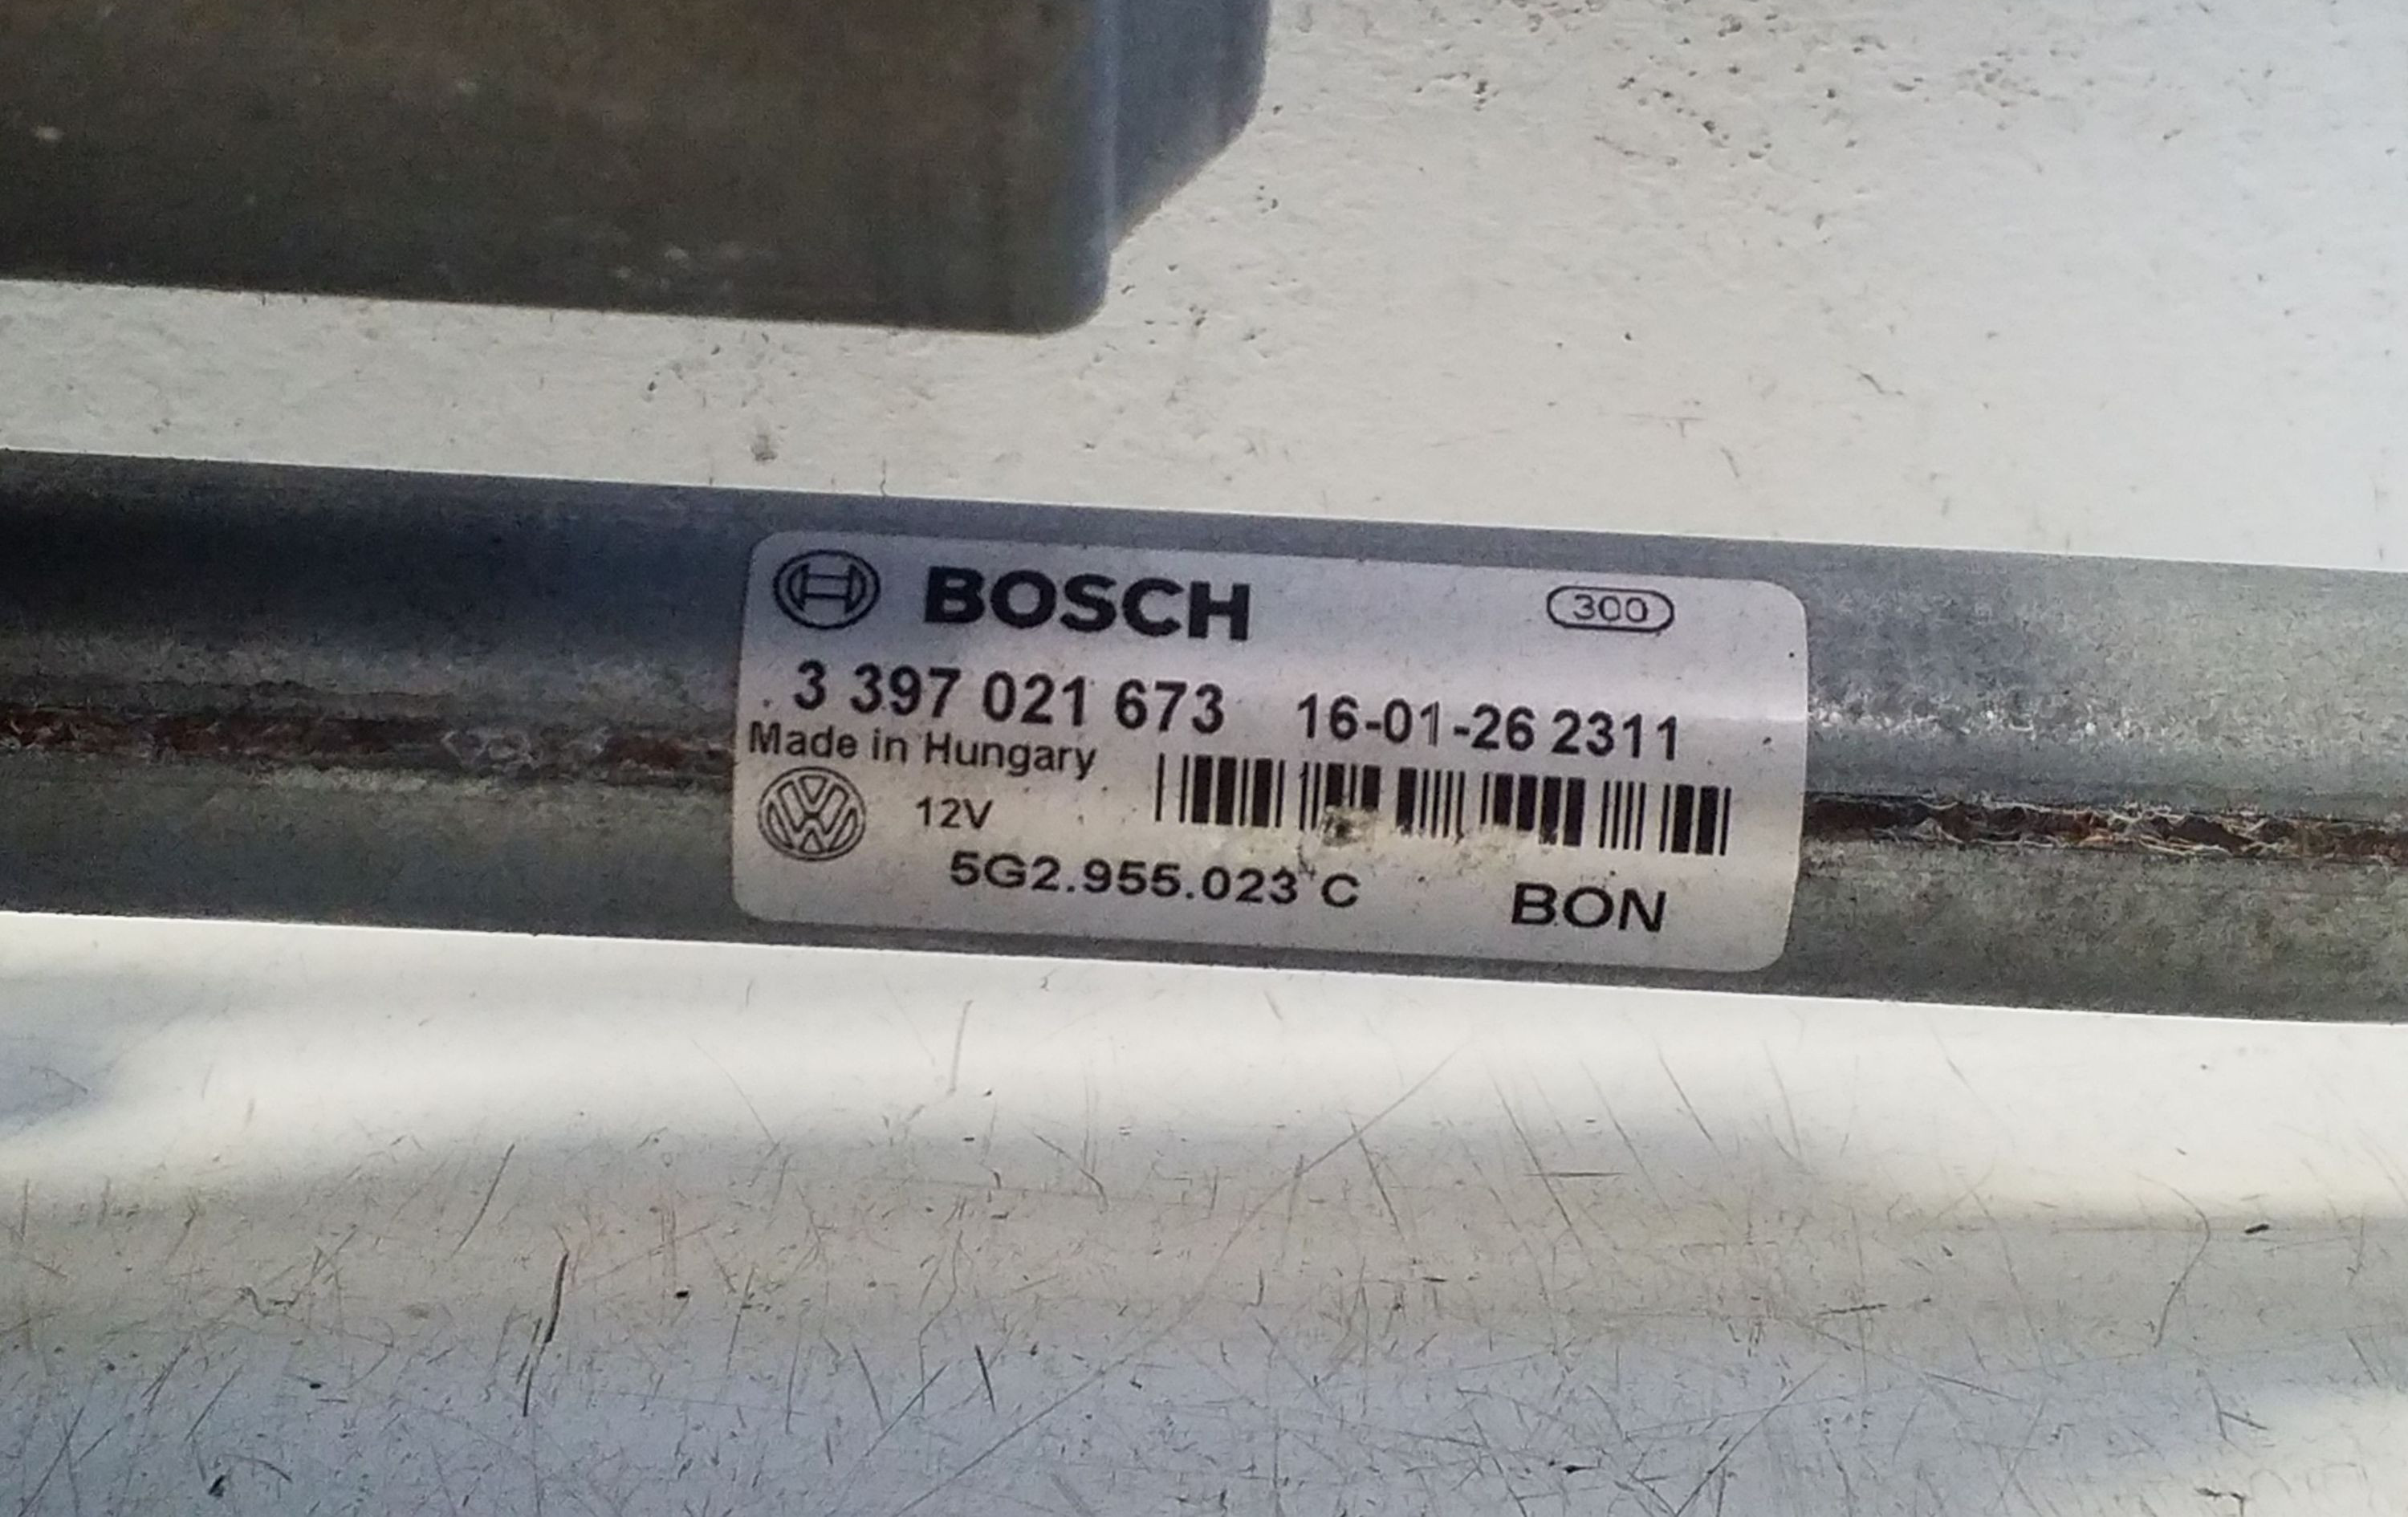 BOSCH 300
3 397 021 673 16-01-26 2311
Made in Hungary
12V
5G2.955.023 C BON